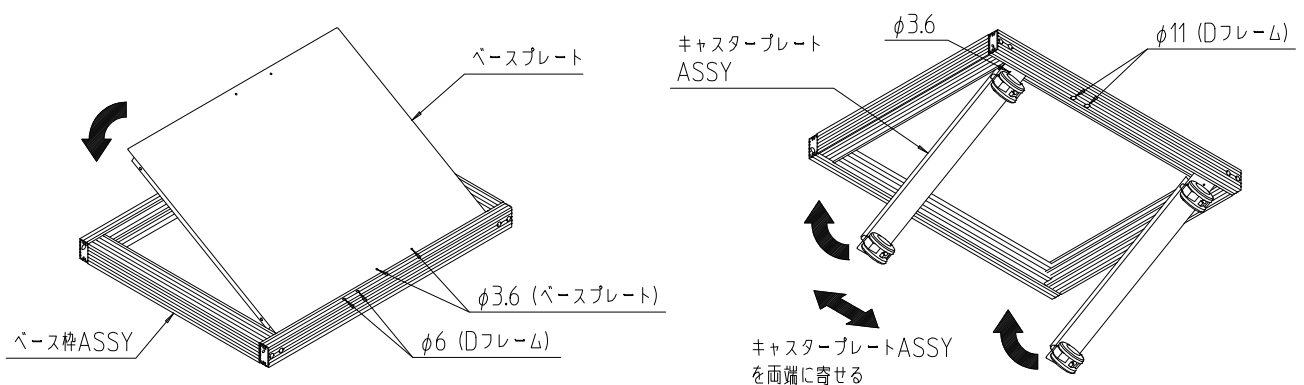 ベースプレート
φ3.6 (ベースプレート)
φ6 (Dフレーム)
ベース枠ASSY
φ3.6
キャスタープレート
ASSY
φ11 (Dフレーム)
キャスタープレートASSY
を両端に寄せる